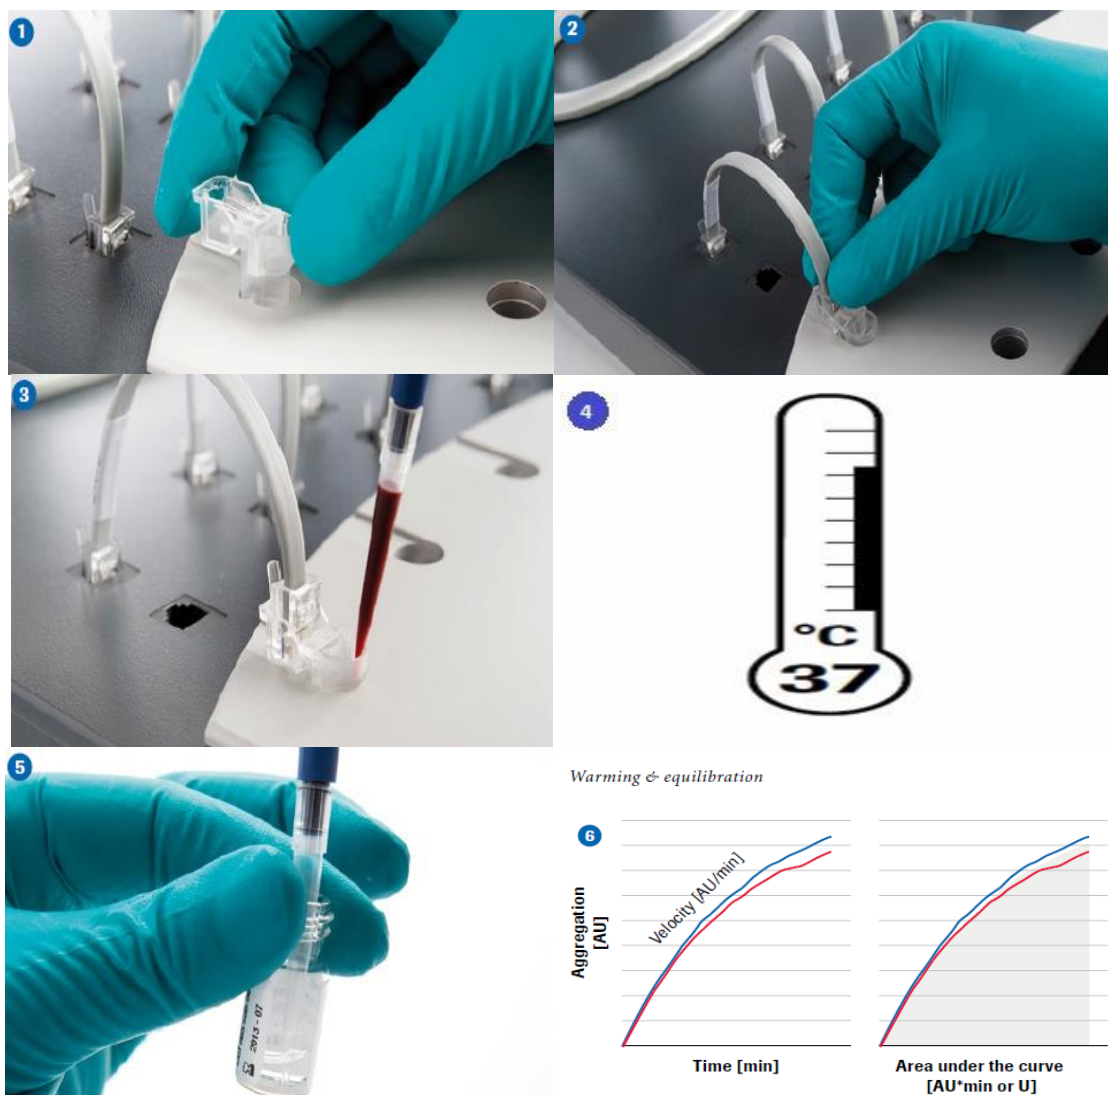 1
2
3
4
°C
37
5
2013 - 07
Warming & equilibration
6
Aggregation
[AU]
Velocity [AU/min]
Time [min]
Area under the curve
[AU*min or U]